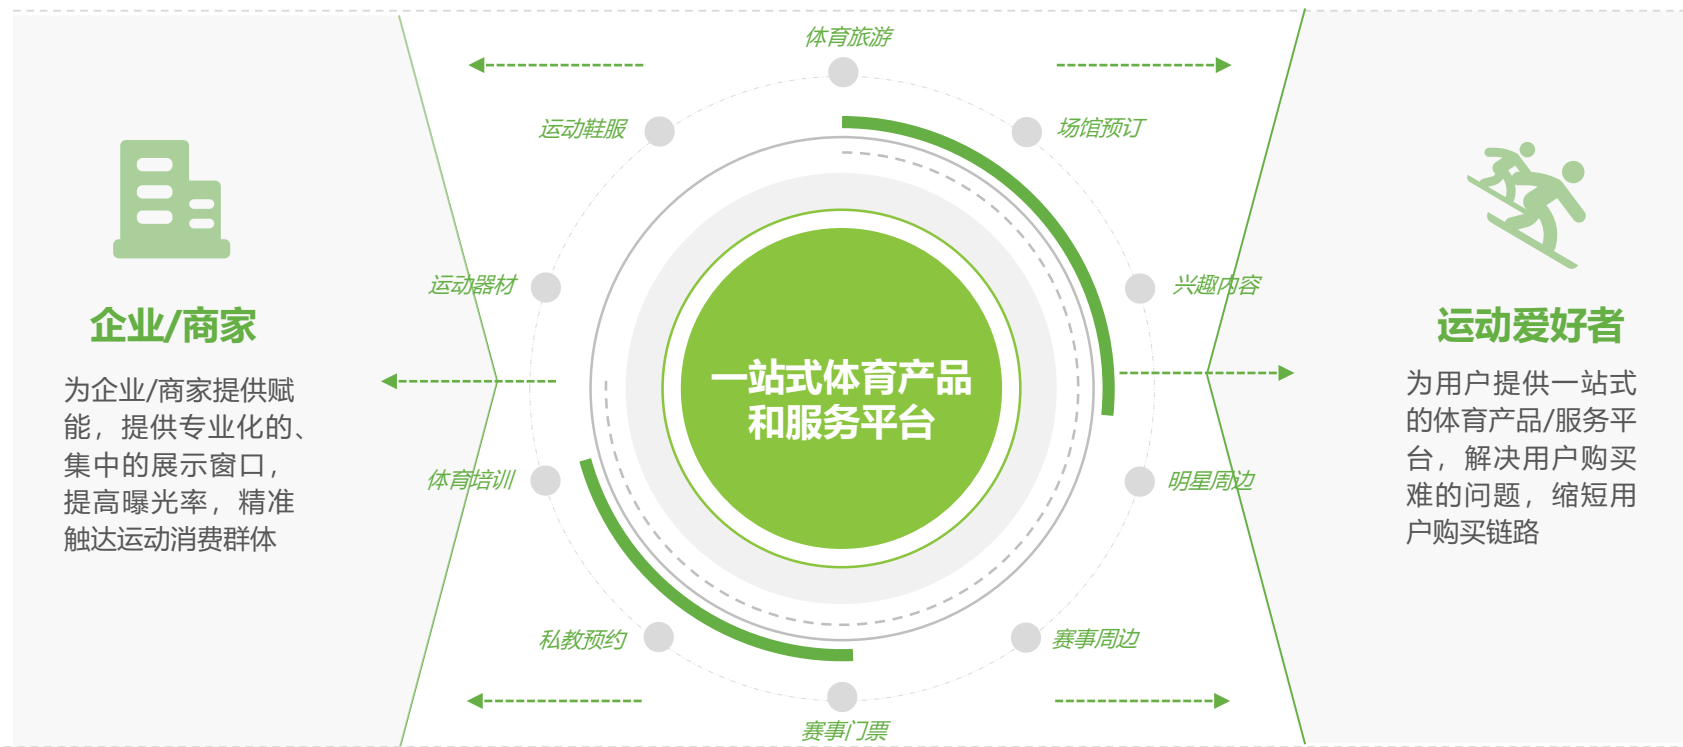 体育旅游
运动鞋服
场馆预订
运动器材
兴趣内容
企业/商家
运动爱好者
为企业/商家提供赋
能，提供专业化的、
集中的展示窗口，
提高曝光率，精准
触达运动消费群体
一站式体育产品
和服务平台
为用户提供一站式
的体育产品/服务平
台，解决用户购买
难的问题，缩短用
户购买链路
体育培训
明星周边
私教预约
赛事周边
赛事门票